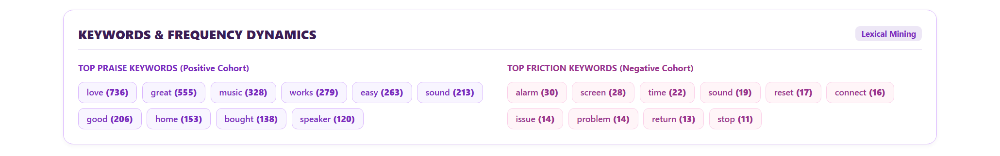 KEYWORDS & FREQUENCY DYNAMICS
Lexical Mining
TOP PRAISE KEYWORDS (Positive Cohort)
love (736) great (555) music (328) works (279) easy (263) sound (213)
good (206) home (153) bought (138) speaker (120)
TOP FRICTION KEYWORDS (Negative Cohort)
alarm (30) screen (28) time (22) sound (19) reset (17) connect (16)
issue (14) problem (14) return (13) stop (11)